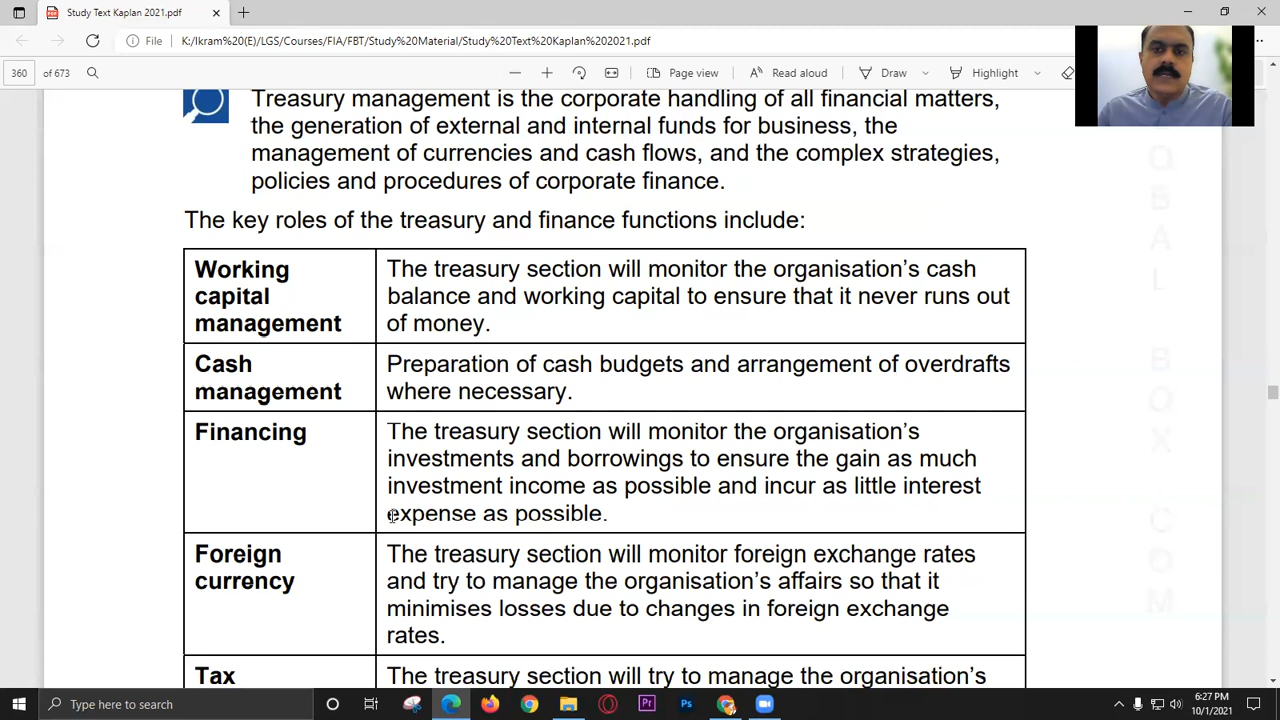 Study Text Kaplan 2021.pdf
File
K:/Ikram%20(E)/LGS/Courses/FIA/FBT/Study%20Material/Study%20Text%20Kaplan%202021.pdf
360 of 673
Page view
Read aloud
Draw
Highlight
Treasury management is the corporate handling of all financial matters,
the generation of external and internal funds for business, the
management of currencies and cash flows, and the complex strategies,
policies and procedures of corporate finance.
The key roles of the treasury and finance functions include:
Working
capital
management
The treasury section will monitor the organisation's cash
balance and working capital to ensure that it never runs out
of money.
Cash
management
Preparation of cash budgets and arrangement of overdrafts
where necessary.
Financing
The treasury section will monitor the organisation's
investments and borrowings to ensure the gain as much
investment income as possible and incur as little interest
expense as possible.
Foreign
currency
The treasury section will monitor foreign exchange rates
and try to manage the organisation's affairs so that it
minimises losses due to changes in foreign exchange
rates.
Tax
The treasury section will try to manage the organisation's
Type here to search
Pr
Ps
6:27 PM
10/1/2021